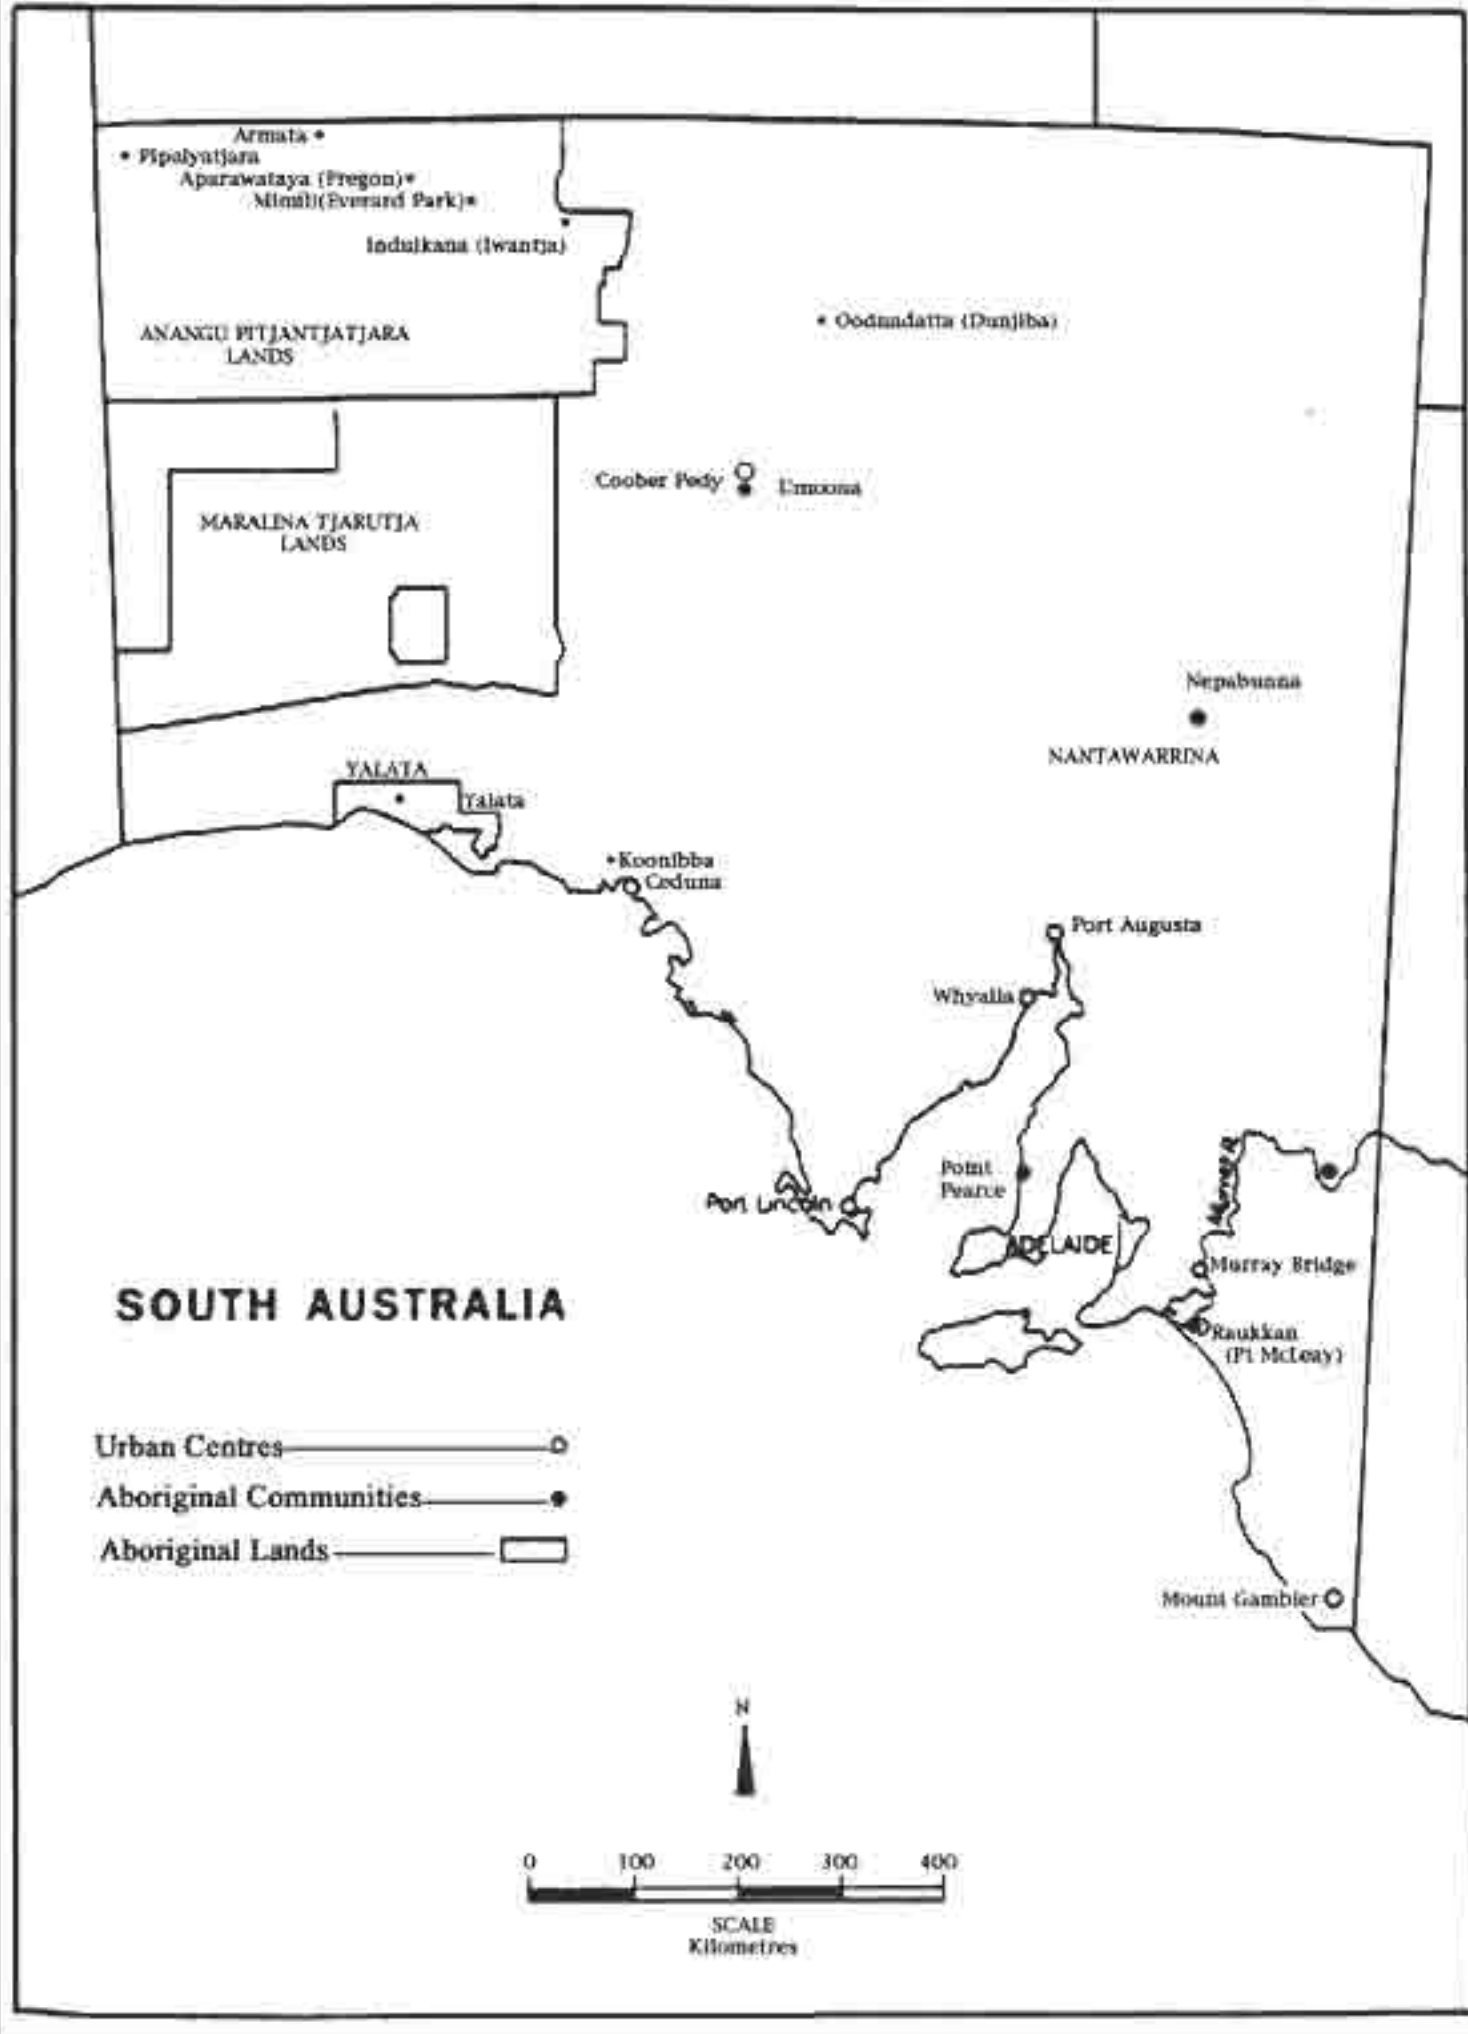 Armata
Pipalyatjara
Aparawataya (Fregon)
Mimili(Everard Park)
Indulkana (Iwantja)
ANANGU PITJANTJATJARA
LANDS
Oodnadatta (Dunjiba)
Coober Pedy
Umoona
MARALINA TJARUTJA
LANDS
Nepabunna
NANTAWARRINA
YALATA
Yalata
Koonibba
Ceduna
Port Augusta
Whyalla
Point
Pearce
Murray R
Port Lincoln
ADELAIDE
Murray Bridge
SOUTH AUSTRALIA
Raukkan
(Pt McLeay)
Urban Centres
Aboriginal Communities
Aboriginal Lands
Mount Gambier
N
0 100 200 300 400
SCALE
Kilometres